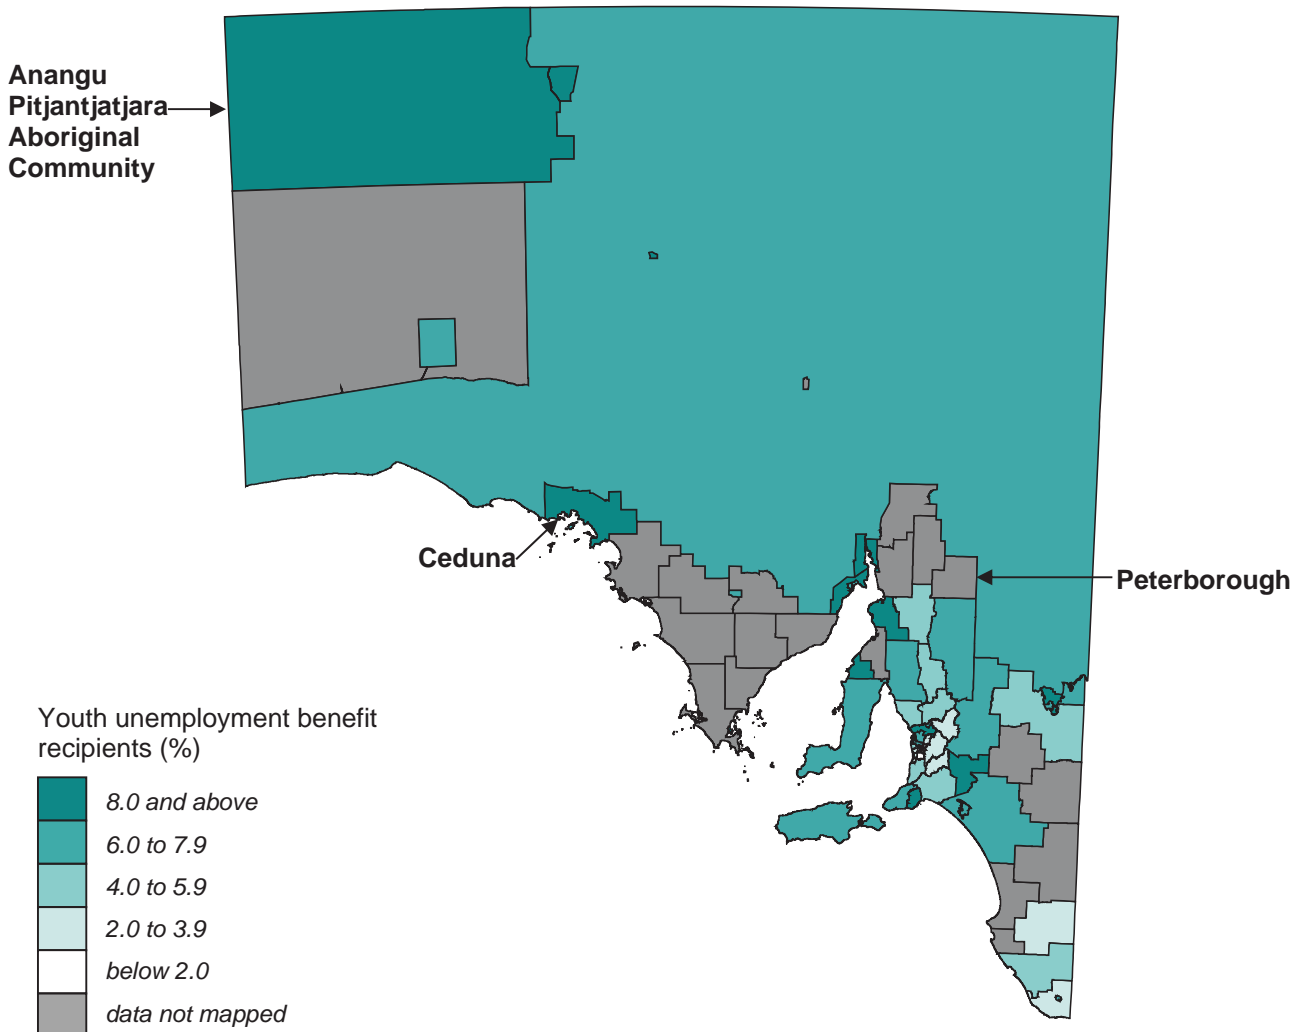 Anangu
Pitjantjatjara
Aboriginal
Community
Ceduna
Peterborough
Youth unemployment benefit
recipients (%)
8.0 and above
6.0 to 7.9
4.0 to 5.9
2.0 to 3.9
below 2.0
data not mapped